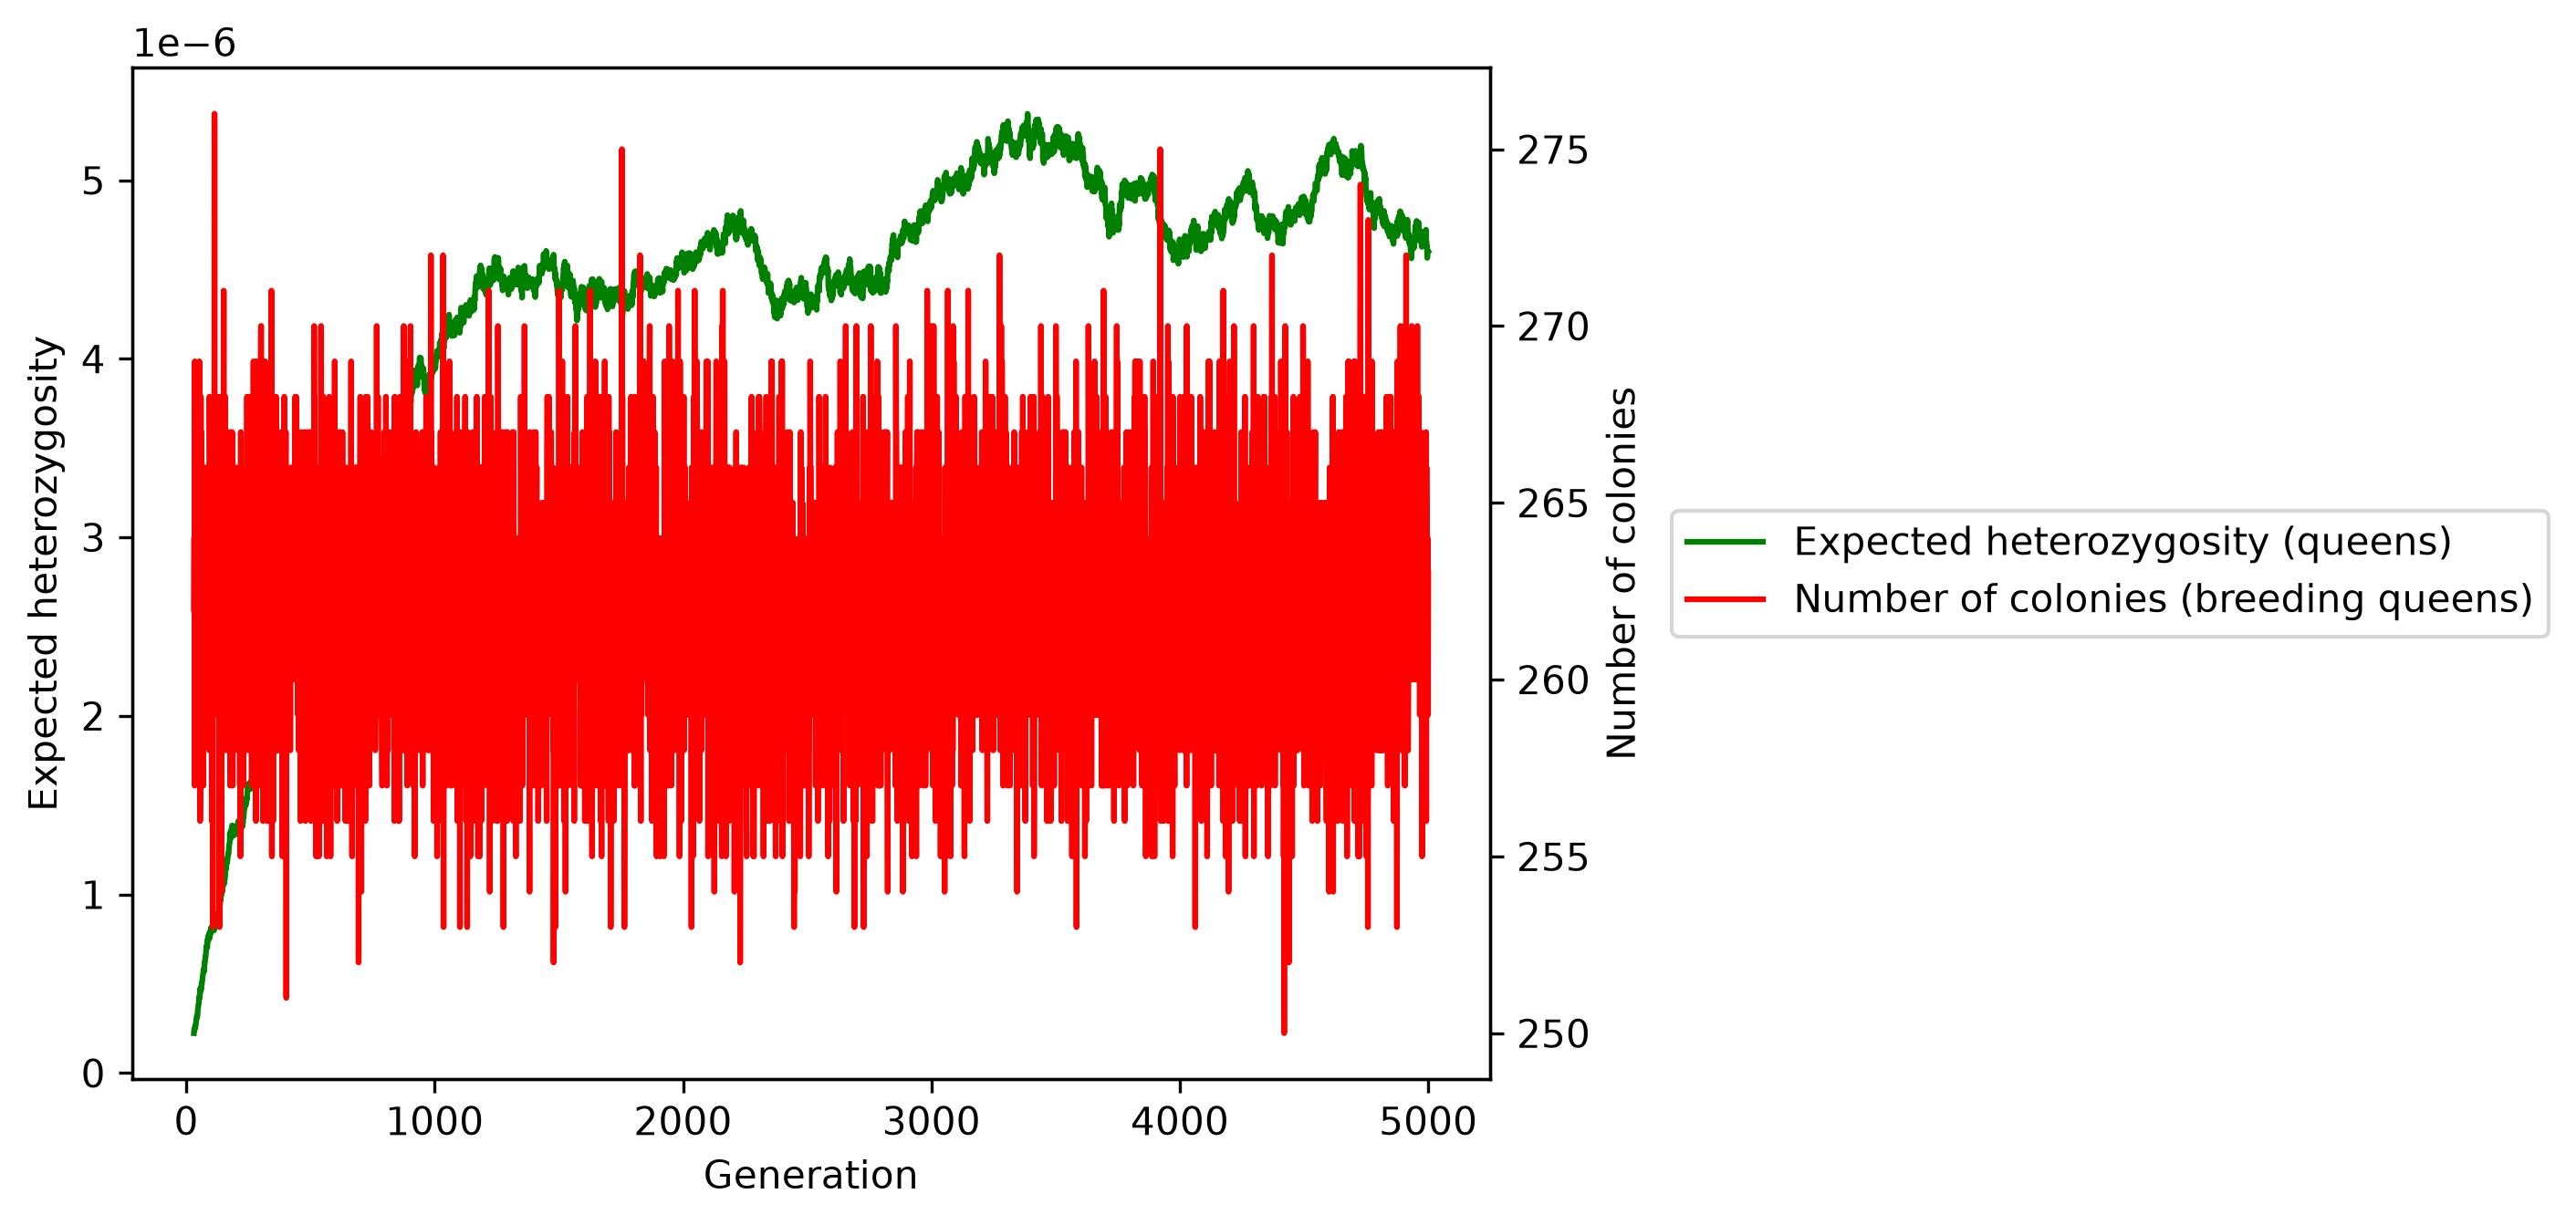 1e−6
Expected heterozygosity
5
4
3
2
1
0
0 1000 2000 3000 4000 5000
Generation
275
270
265
260
255
250
Number of colonies
Expected heterozygosity (queens)
Number of colonies (breeding queens)